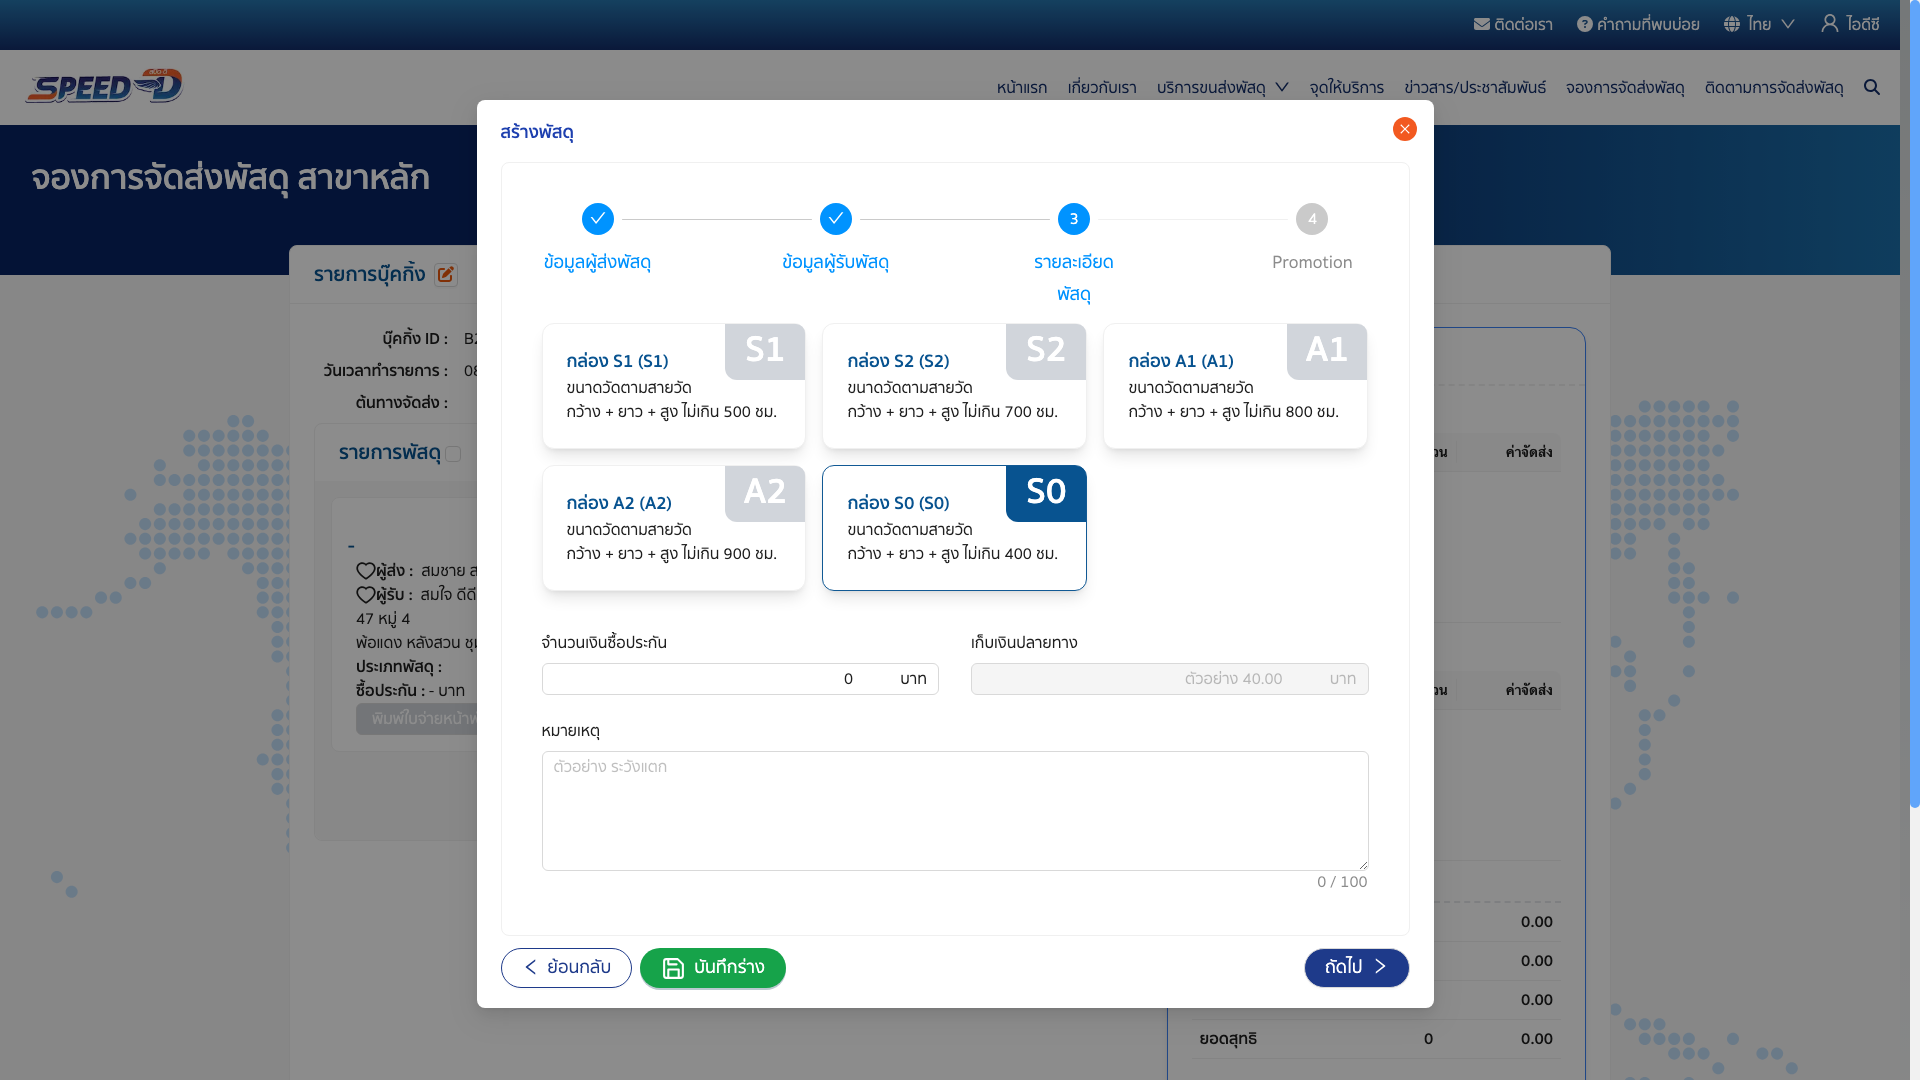 ติดต่อเรา
คำถามที่พบบ่อย
ไทย
ไอดีซี
SPEED-D
หน้าแรก
เกี่ยวกับเรา
บริการขนส่งพัสดุ
จุดให้บริการ
ข่าวสาร/ประชาสัมพันธ์
จองการจัดส่งพัสดุ
ติดตามการจัดส่งพัสดุ
จองการจัดส่งพัสดุ สาขาหลัก
รายการบุ๊คกิ้ง
บุ๊คกิ้ง ID :
วันเวลาทำรายการ :
ต้นทางจัดส่ง :
รายการพัสดุ
-
ผู้ส่ง : สมชาย
ผู้รับ : สมใจ ดีดี
47 หมู่ 4
พ้อแดง หลังสวน
ประเภทพัสดุ :
ซื้อประกัน : - บาท
สร้างพัสดุ
ข้อมูลผู้ส่งพัสดุ
ข้อมูลผู้รับพัสดุ
3
รายละเอียด
พัสดุ
4
Promotion
กล่อง S1 (S1)
S1
ขนาดวัดตามสายวัด
กว้าง + ยาว + สูง ไม่เกิน 500 ซม.
กล่อง S2 (S2)
S2
ขนาดวัดตามสายวัด
กว้าง + ยาว + สูง ไม่เกิน 700 ซม.
กล่อง A1 (A1)
A1
ขนาดวัดตามสายวัด
กว้าง + ยาว + สูง ไม่เกิน 800 ซม.
กล่อง A2 (A2)
A2
ขนาดวัดตามสายวัด
กว้าง + ยาว + สูง ไม่เกิน 900 ซม.
กล่อง S0 (S0)
S0
ขนาดวัดตามสายวัด
กว้าง + ยาว + สูง ไม่เกิน 400 ซม.
จำนวนเงินซื้อประกัน
0 บาท
เก็บเงินปลายทาง
ตัวอย่าง 40.00 บาท
หมายเหตุ
ตัวอย่าง ระวังแตก
0 / 100
ย้อนกลับ
บันทึกร่าง
ถัดไป
ค่าจัดส่ง
ค่าจัดส่ง
0.00
0.00
0.00
ยอดสุทธิ 0 0.00